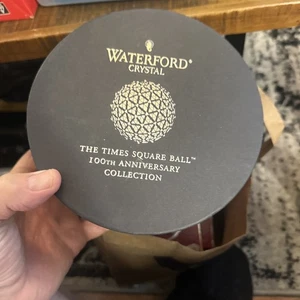 WATERFORD®
CRYSTAL
THE TIMES SQUARE BALL™
100TH ANNIVERSARY
COLLECTION